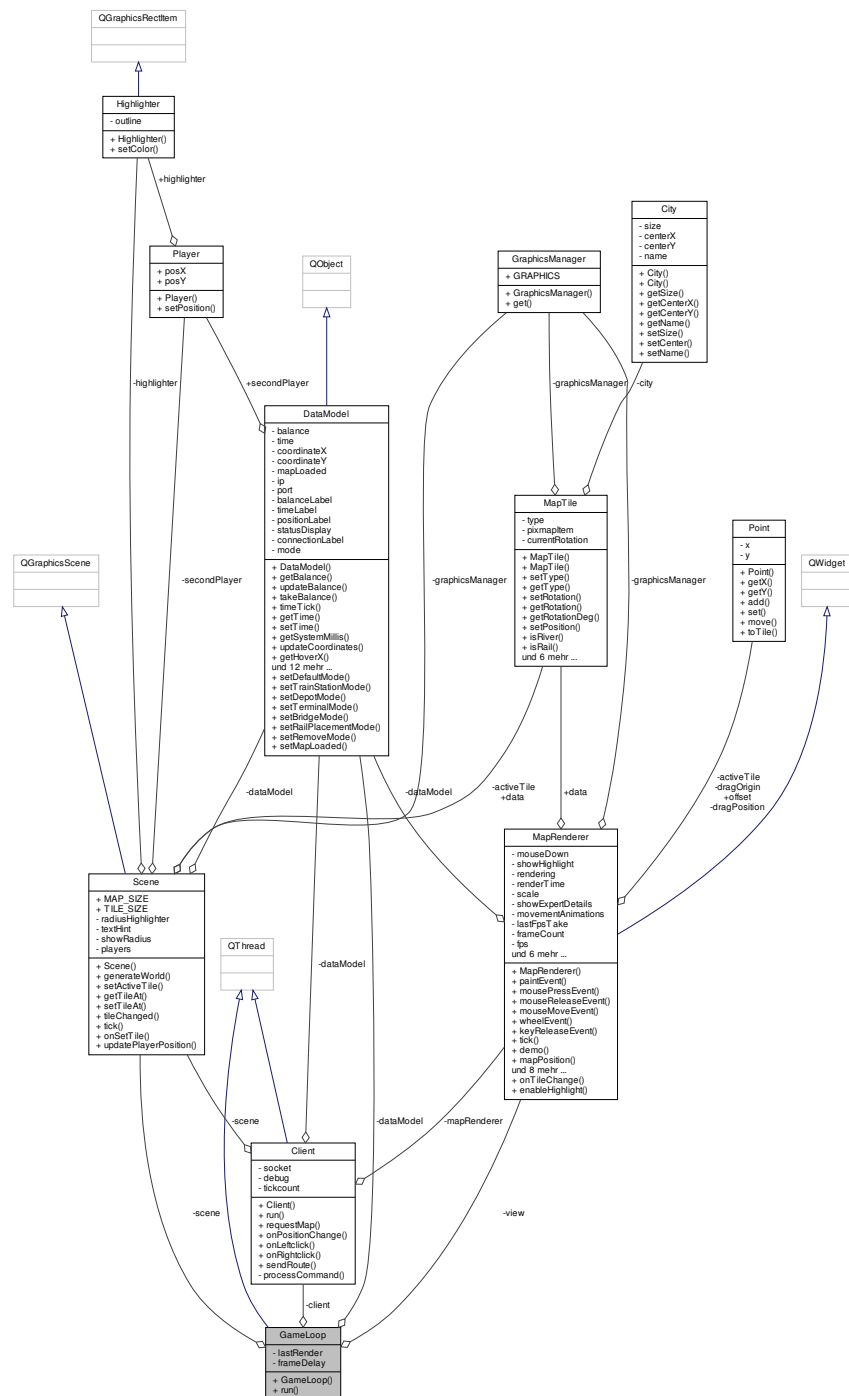 QGraphicsRectItem
Highlighter
- outline
+ Highlighter()
+ setColor()
+highlighter
Player
+ posX
+ posY
+ Player()
+ setPosition()
QObject
GraphicsManager
+ GRAPHICS
+ GraphicsManager()
+ get()
City
- size
- centerX
- centerY
- name
+ City()
+ City()
+ getSize()
+ getCenterX()
+ getCenterY()
+ getName()
+ setSize()
+ setCenter()
+ setName()
-highlighter
+secondPlayer
-graphicsManager
-city
DataModel
- balance
- time
- coordinateX
- coordinateY
- mapLoaded
- ip
- port
- balanceLabel
- timeLabel
- positionLabel
- statusDisplay
- connectionLabel
- mode
+ DataModel()
+ getBalance()
+ updateBalance()
+ takeBalance()
+ timeTick()
+ getTime()
+ setTime()
+ getSystemMillis()
+ updateCoordinates()
+ getHoverX()
und 12 mehr ...
+ setDefaultMode()
+ setTrainStationMode()
+ setDepotMode()
+ setTerminalMode()
+ setBridgeMode()
+ setRailPlacementMode()
+ setRemoveMode()
+ setMapLoaded()
MapTile
- type
- pixmapItem
- currentRotation
+ MapTile()
+ MapTile()
+ setType()
+ getType()
+ setRotation()
+ getRotation()
+ getRotationDeg()
+ setPosition()
+ isRiver()
+ isRail()
und 6 mehr ...
Point
- x
- y
+ Point()
+ getX()
+ getY()
+ add()
+ set()
+ move()
+ toTile()
QGraphicsScene
-secondPlayer
-graphicsManager
-graphicsManager
QWidget
-dataModel
-dataModel
-activeTile
+data
+data
-activeTile
-dragOrigin
+offset
-dragPosition
Scene
+ MAP_SIZE
+ TILE_SIZE
- radiusHighlighter
- textHint
- showRadius
- players
+ Scene()
+ generateWorld()
+ setActiveTile()
+ getTileAt()
+ setTileAt()
+ tileChanged()
+ tick()
+ onSetTile()
+ updatePlayerPosition()
QThread
-dataModel
MapRenderer
- mouseDown
- showHighlight
- rendering
- renderTime
- scale
- showExpertDetails
- movementAnimations
- lastFpsTake
- frameCount
- fps
und 6 mehr ...
+ MapRenderer()
+ paintEvent()
+ mousePressEvent()
+ mouseReleaseEvent()
+ mouseMoveEvent()
+ wheelEvent()
+ keyReleaseEvent()
+ tick()
+ demo()
+ mapPosition()
und 8 mehr ...
+ onTileChange()
+ enableHighlight()
-scene
-dataModel
-mapRenderer
Client
- socket
- debug
- tickcount
+ Client()
+ run()
+ requestMap()
+ onPositionChange()
+ onLeftclick()
+ onRightclick()
+ sendRoute()
- processCommand()
-scene
-view
-client
GameLoop
- lastRender
- frameDelay
+ GameLoop()
+ run()